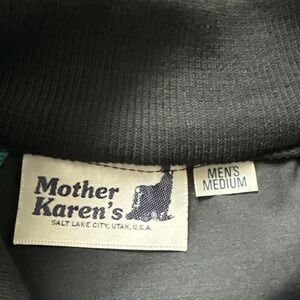 Mother
Karen's
SALT LAKE CITY, UTAH, U.S.A.
MEN'S
MEDIUM